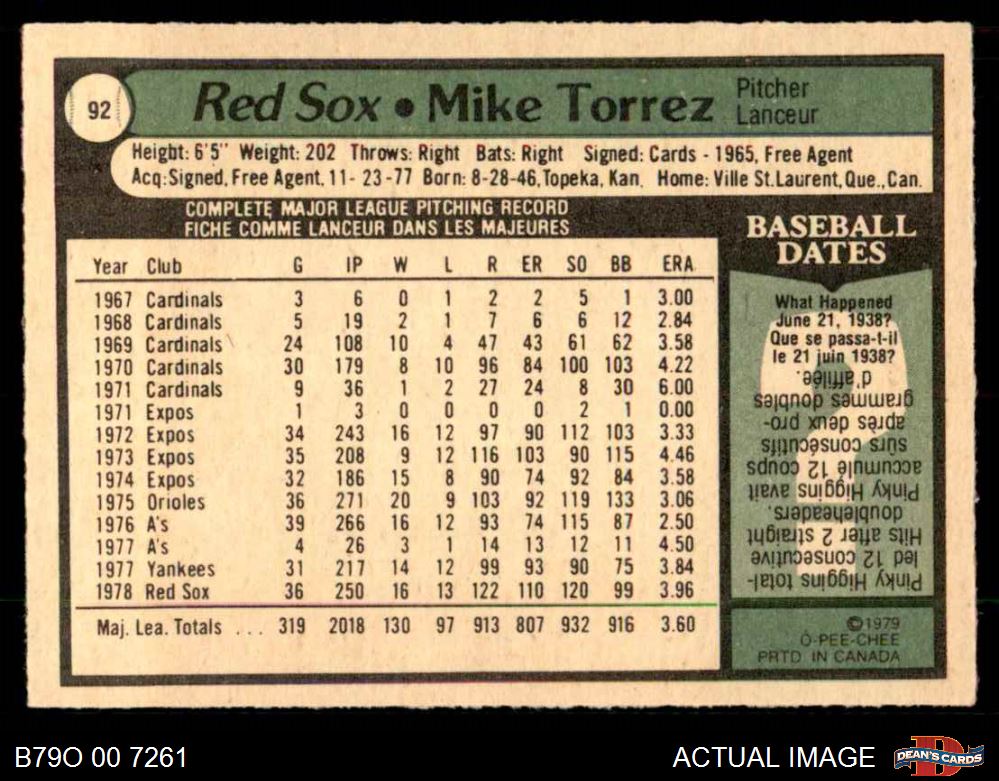 92
Red Sox • Mike Torrez Pitcher
Lanceur
Height: 6'5" Weight: 202 Throws: Right Bats: Right Signed: Cards - 1965, Free Agent
Acq:Signed, Free Agent, 11- 23-77 Born: 8-28-46, Topeka, Kan. Home: Ville St.Laurent, Que., Can.
COMPLETE MAJOR LEAGUE PITCHING RECORD
FICHE COMME LANCEUR DANS LES MAJEURES
Year Club G IP W L R ER SO BB ERA
1967 Cardinals 3 6 0 1 2 2 5 1 3.00
1968 Cardinals 5 19 2 1 7 6 6 12 2.84
1969 Cardinals 24 108 10 4 47 43 61 62 3.58
1970 Cardinals 30 179 8 10 96 84 100 103 4.22
1971 Cardinals 9 36 1 2 27 24 8 30 6.00
1971 Expos 1 3 0 0 0 0 2 1 0.00
1972 Expos 34 243 16 12 97 90 112 103 3.33
1973 Expos 35 208 9 12 116 103 90 115 4.46
1974 Expos 32 186 15 8 90 74 92 84 3.58
1975 Orioles 36 271 20 9 103 92 119 133 3.06
1976 A's 39 266 16 12 93 74 115 87 2.50
1977 A's 4 26 3 1 14 13 12 11 4.50
1977 Yankees 31 217 14 12 99 93 90 75 3.84
1978 Red Sox 36 250 16 13 122 110 120 99 3.96
Maj. Lea. Totals ... 319 2018 130 97 913 807 932 916 3.60
BASEBALL
DATES
What Happened
June 21, 1938?
Que se passa-t-il
le 21 juin 1938?
Pinky Higgins total-
led 12 consecutive
Hits after 2 straight
doubleheaders.
Pinky Higgins avait
accumulé 12 coups
sûrs consécutifs
après deux pro-
grammes doubles
d'affilée.
©1979
O-PEE-CHEE
PRTD IN CANADA
B79O 00 7261
ACTUAL IMAGE
D
DEAN'S CARDS